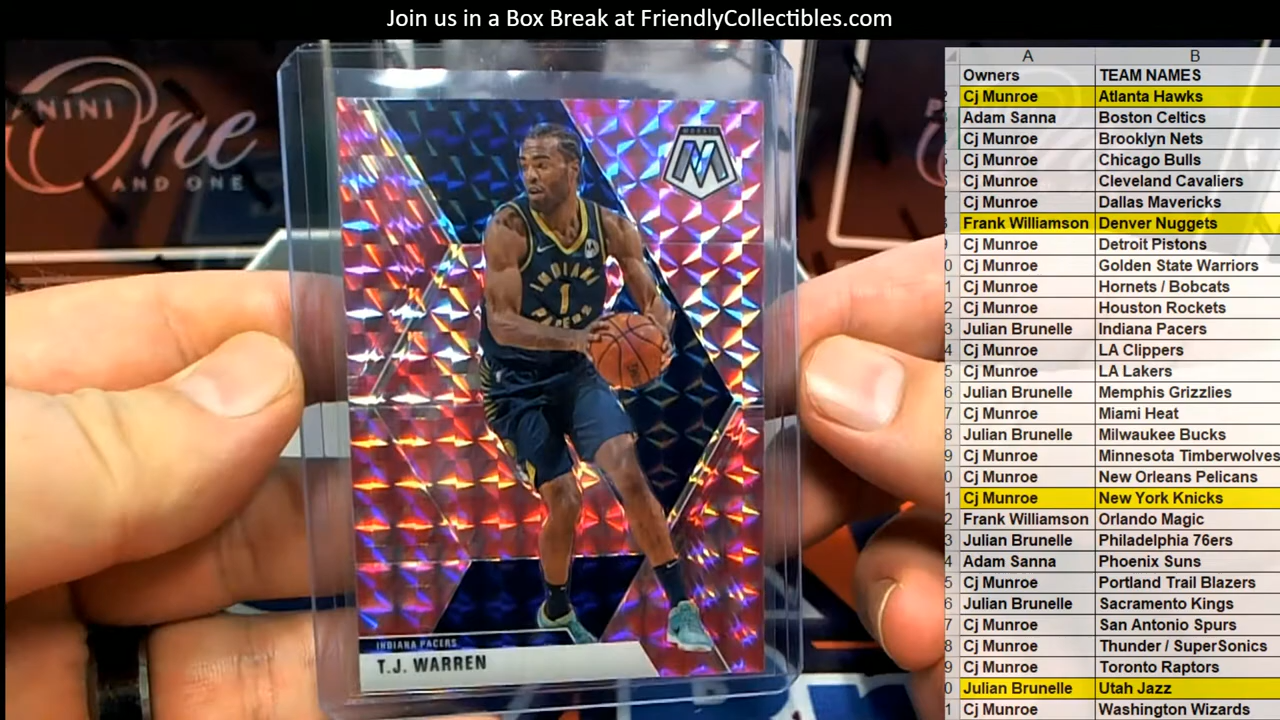 Join us in a Box Break at FriendlyCollectibles.com
PANINI
One
AND ONE
MOSAIC
M
INDIANA
1
PACERS
INDIANA PACERS
T.J. WARREN
A B
Owners TEAM NAMES
Cj Munroe Atlanta Hawks
Adam Sanna Boston Celtics
Cj Munroe Brooklyn Nets
Cj Munroe Chicago Bulls
Cj Munroe Cleveland Cavaliers
Cj Munroe Dallas Mavericks
Frank Williamson Denver Nuggets
Cj Munroe Detroit Pistons
Cj Munroe Golden State Warriors
Cj Munroe Hornets / Bobcats
Cj Munroe Houston Rockets
Julian Brunelle Indiana Pacers
Cj Munroe LA Clippers
Cj Munroe LA Lakers
Julian Brunelle Memphis Grizzlies
Cj Munroe Miami Heat
Julian Brunelle Milwaukee Bucks
Cj Munroe Minnesota Timberwolves
Cj Munroe New Orleans Pelicans
Cj Munroe New York Knicks
Frank Williamson Orlando Magic
Julian Brunelle Philadelphia 76ers
Adam Sanna Phoenix Suns
Cj Munroe Portland Trail Blazers
Julian Brunelle Sacramento Kings
Cj Munroe San Antonio Spurs
Cj Munroe Thunder / SuperSonics
Cj Munroe Toronto Raptors
Julian Brunelle Utah Jazz
Cj Munroe Washington Wizards